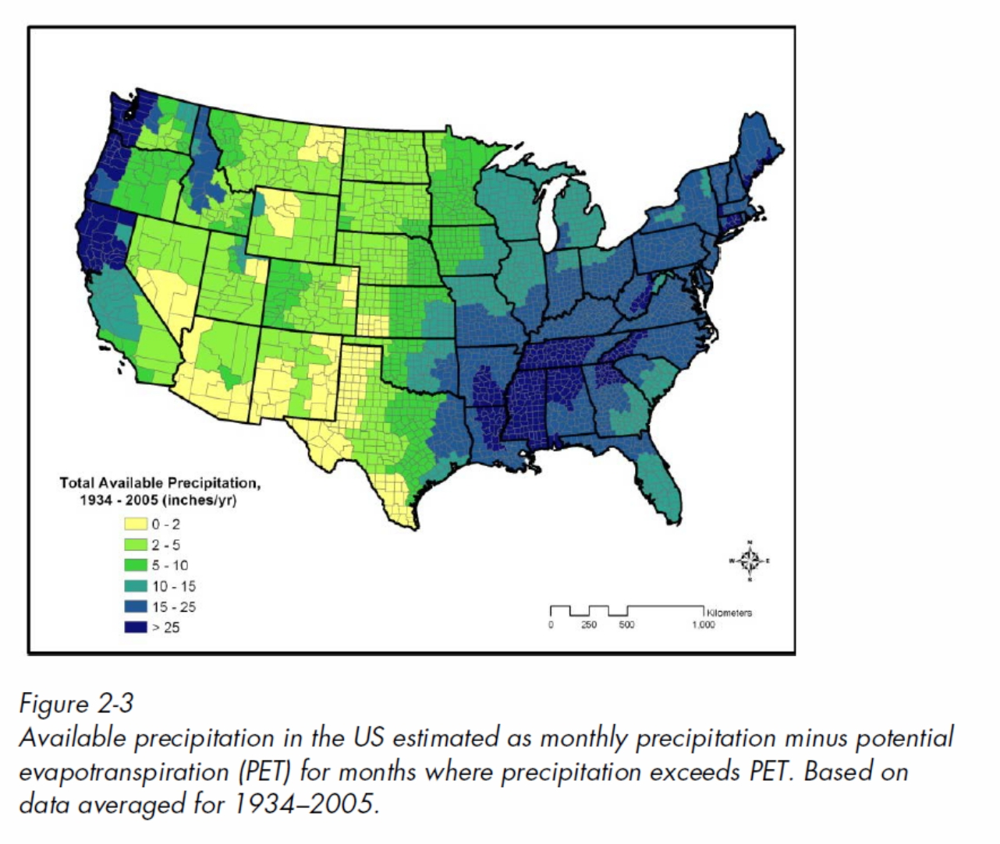 Total Available Precipitation,
1934 - 2005 (inches/yr)
0 - 2
2 - 5
5 - 10
10 - 15
15 - 25
> 25
N
W
E
S
Kilometers
0
250
500
1,000
Figure 2-3
Available precipitation in the US estimated as monthly precipitation minus potential
evapotranspiration (PET) for months where precipitation exceeds PET. Based on
data averaged for 1934–2005.